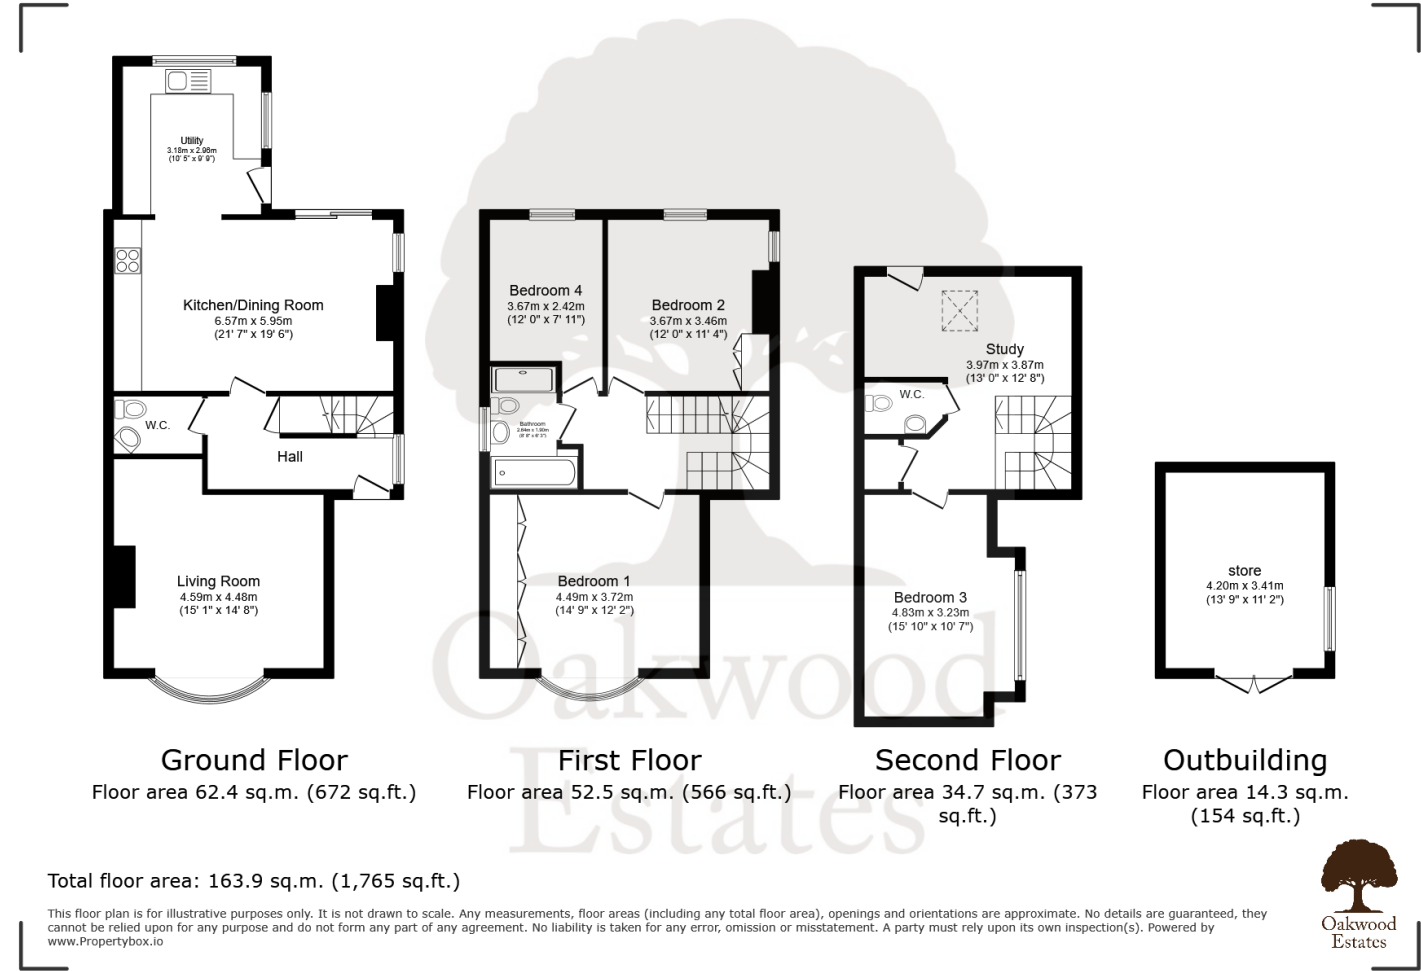 Utility
3.18m x 2.96m
(10' 5" x 9' 9")
Kitchen/Dining Room
6.57m x 5.95m
(21' 7" x 19' 6")
W.C.
Hall
Living Room
4.59m x 4.48m
(15' 1" x 14' 8")
Bedroom 4
3.67m x 2.42m
(12' 0" x 7' 11")
Bedroom 2
3.67m x 3.46m
(12' 0" x 11' 4")
Bathroom
2.64m x 1.90m
(8' 8" x 6' 3")
Bedroom 1
4.49m x 3.72m
(14' 9" x 12' 2")
Study
3.97m x 3.87m
(13' 0" x 12' 8")
W.C.
Bedroom 3
4.83m x 3.23m
(15' 10" x 10' 7")
store
4.20m x 3.41m
(13' 9" x 11' 2")
Oakwood
Estates
Ground Floor
Floor area 62.4 sq.m. (672 sq.ft.)
First Floor
Floor area 52.5 sq.m. (566 sq.ft.)
Second Floor
Floor area 34.7 sq.m. (373
sq.ft.)
Outbuilding
Floor area 14.3 sq.m.
(154 sq.ft.)
Total floor area: 163.9 sq.m. (1,765 sq.ft.)
This floor plan is for illustrative purposes only. It is not drawn to scale. Any measurements, floor areas (including any total floor area), openings and orientations are approximate. No details are guaranteed, they
cannot be relied upon for any purpose and do not form any part of any agreement. No liability is taken for any error, omission or misstatement. A party must rely upon its own inspection(s). Powered by
www.Propertybox.io
Oakwood
Estates